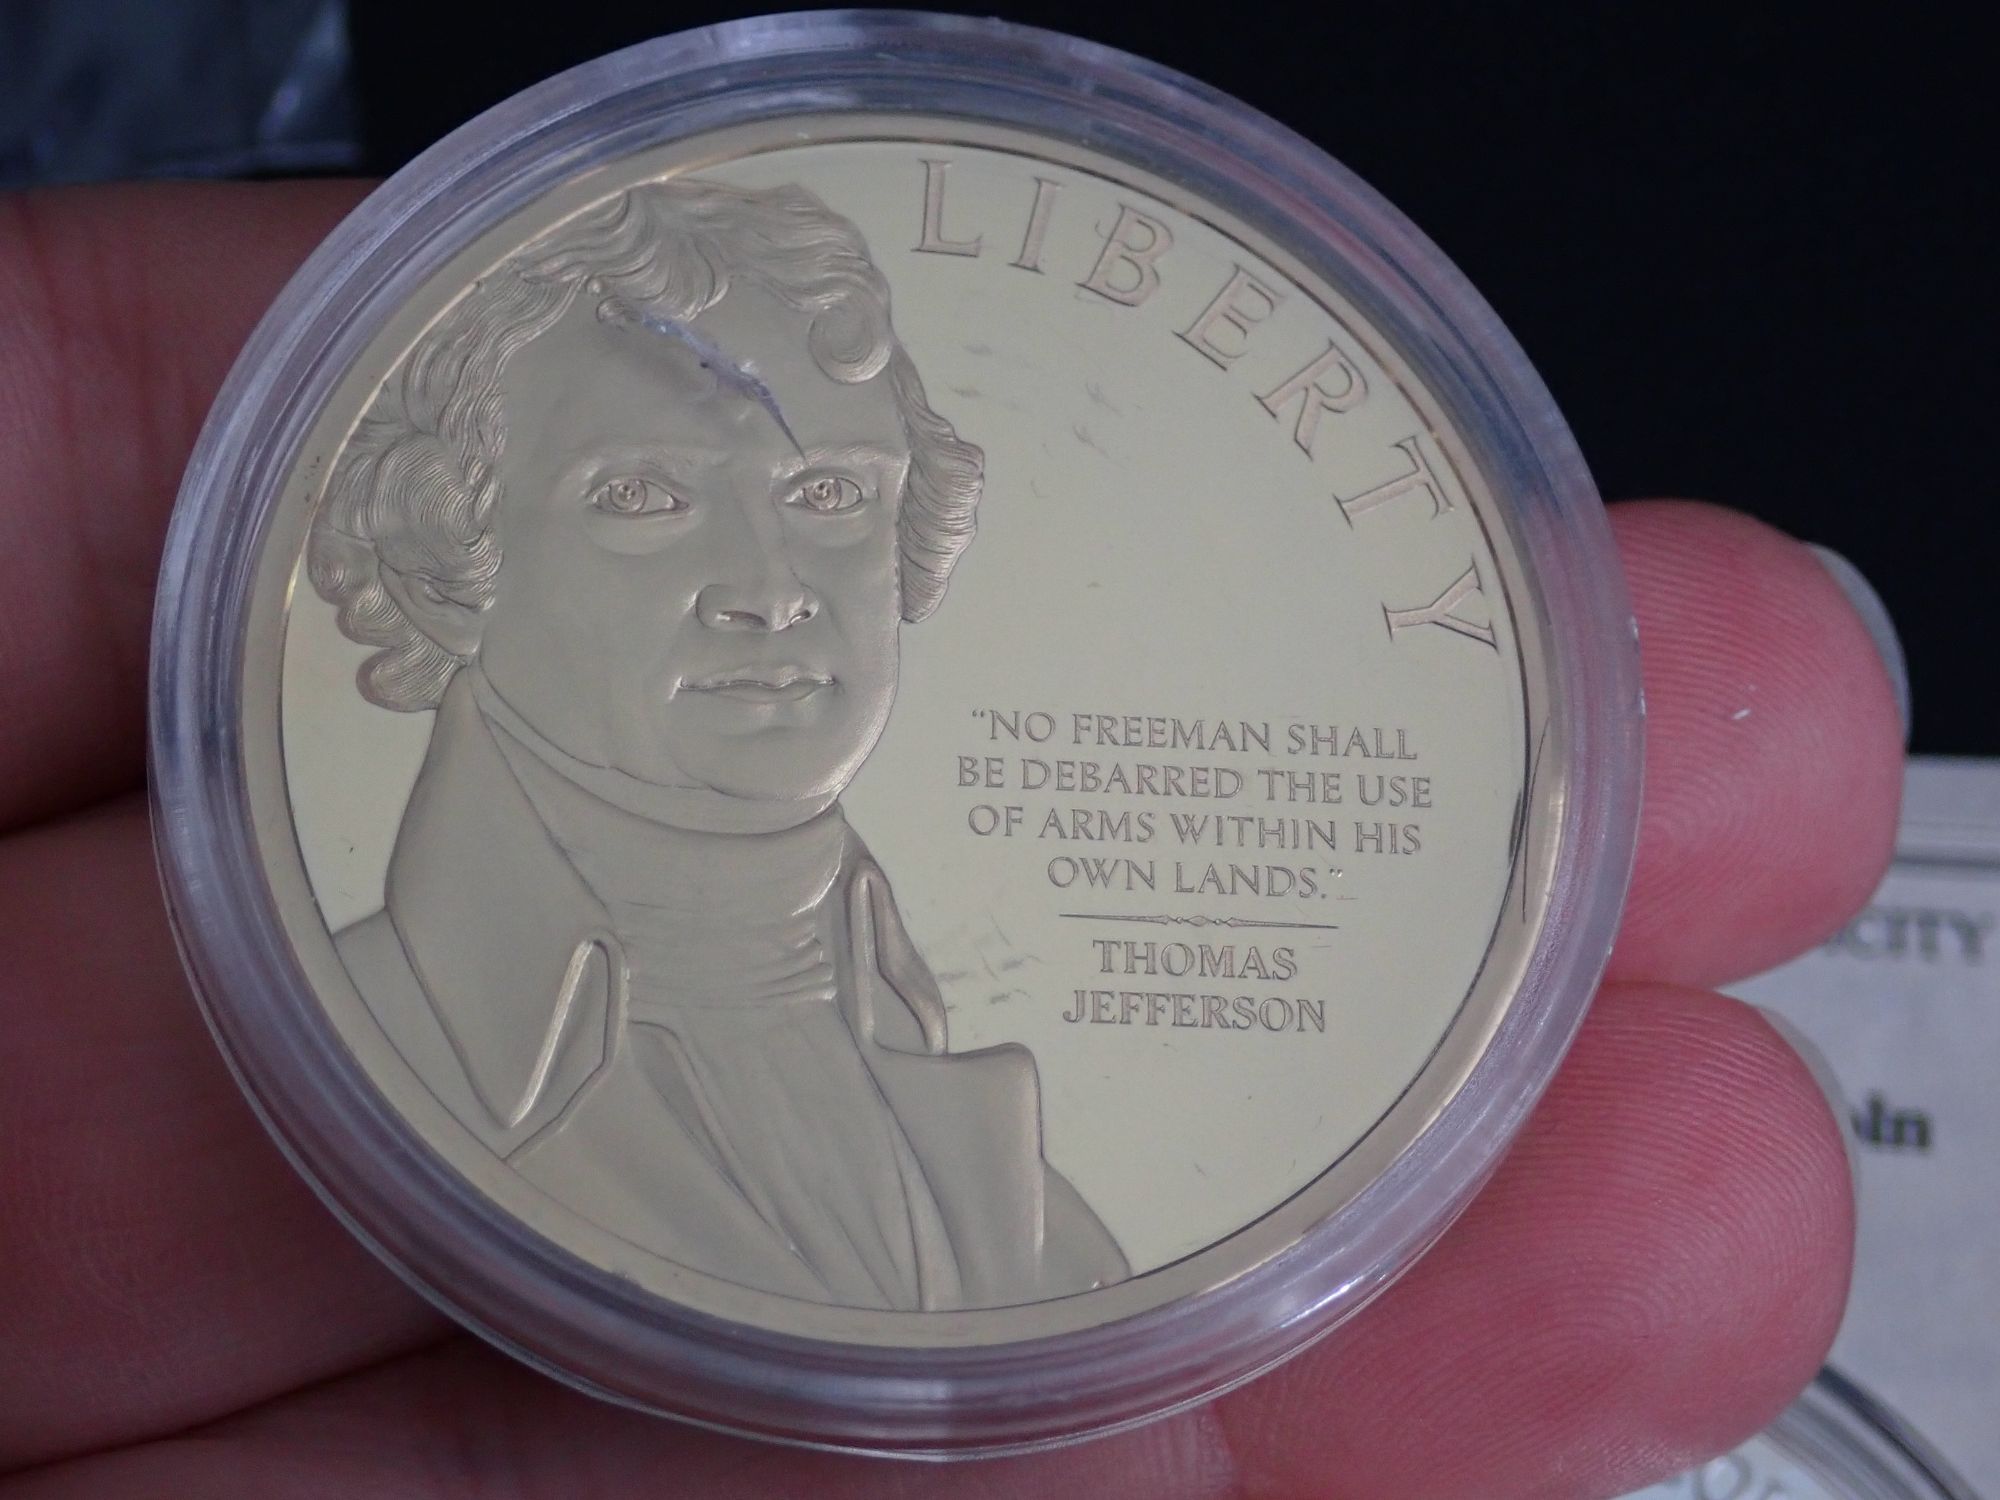 LIBERTY
“NO FREEMAN SHALL
BE DEBARRED THE USE
OF ARMS WITHIN HIS
OWN LANDS.”
THOMAS
JEFFERSON